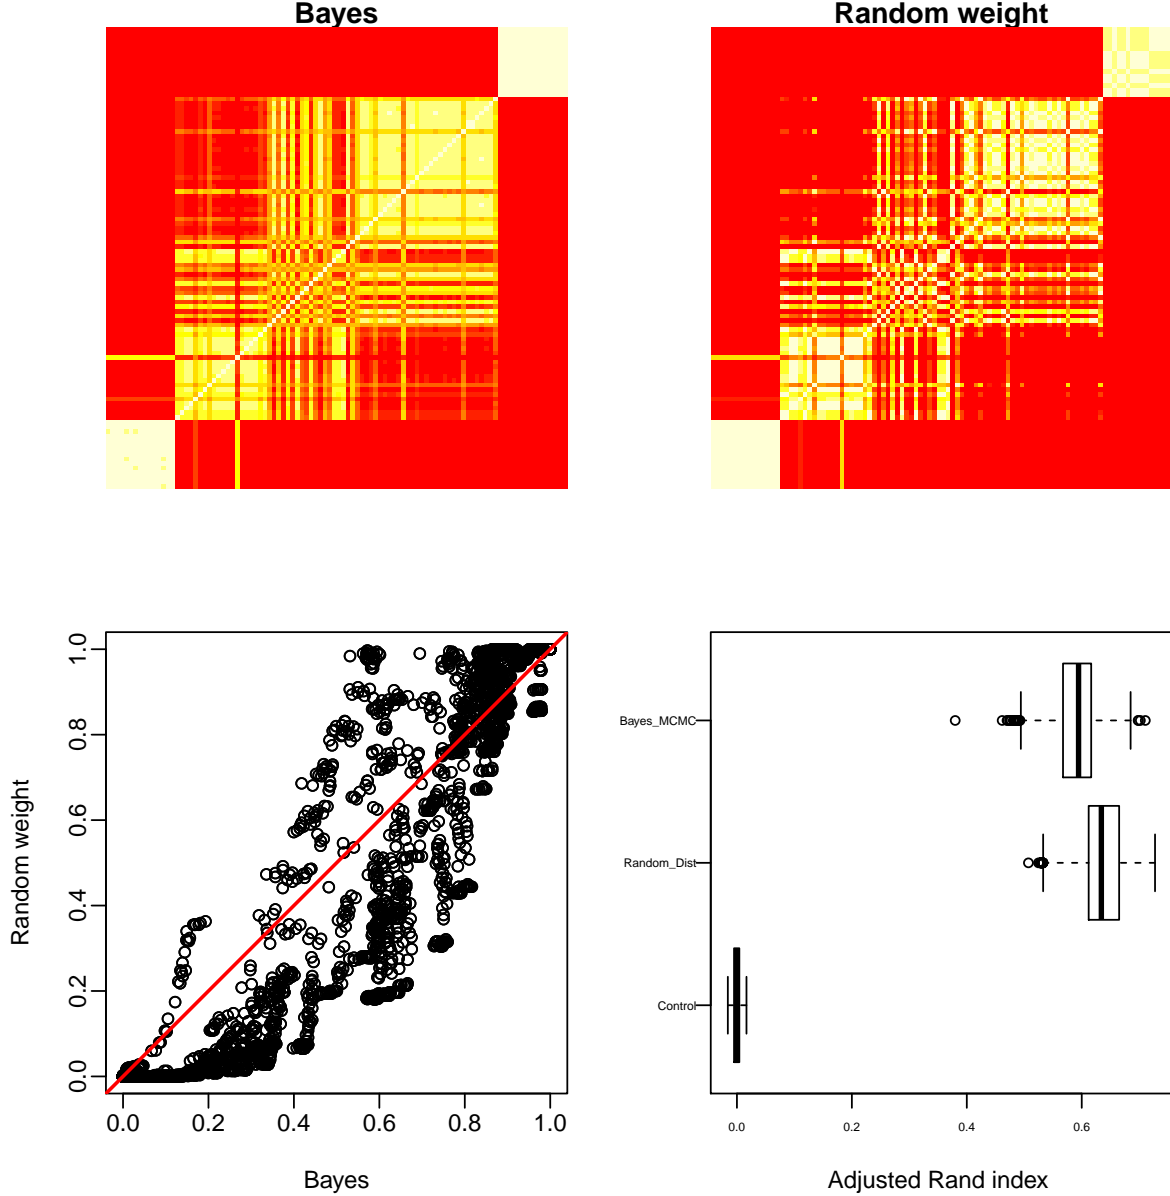 Bayes
Random weight
Random weight
1.0
0.8
0.6
0.4
0.2
0.0
0.0 0.2 0.4 0.6 0.8 1.0
Bayes
Bayes_MCMC
Random_Dist
Control
0.0 0.2 0.4 0.6
Adjusted Rand index